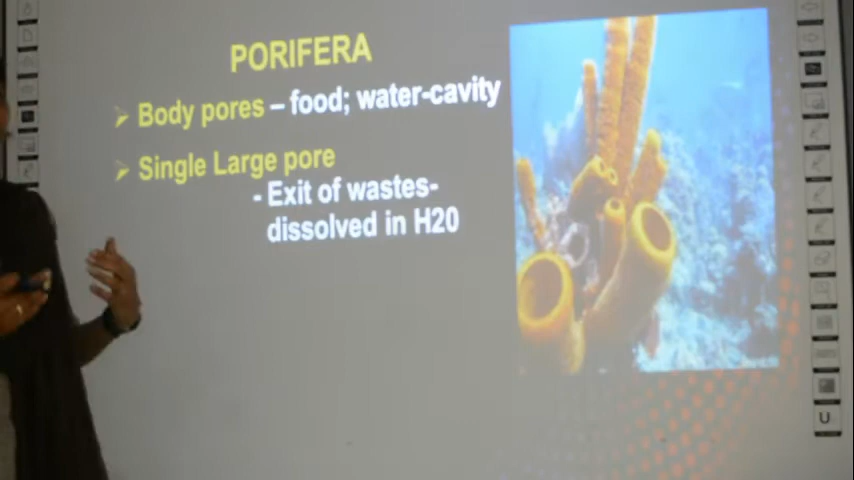 PORIFERA
➢ Body pores – food; water-cavity
➢ Single Large pore
- Exit of wastes-
dissolved in H20
U